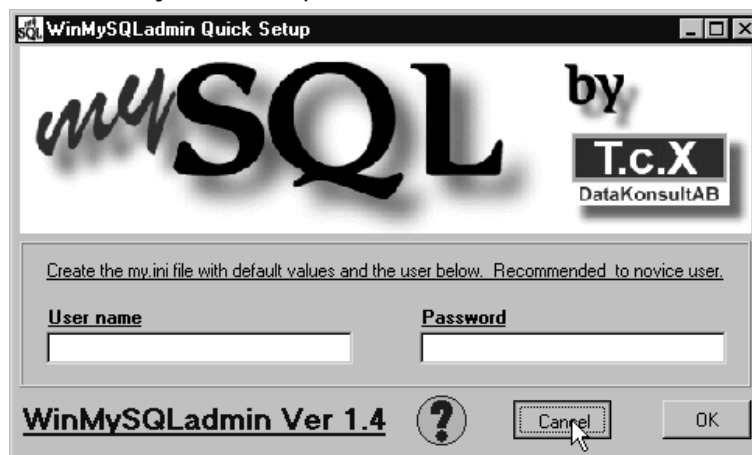 WinMySQLadmin Quick Setup
mySQL by
T.c.X
DataKonsultAB
Create the my.ini file with default values and the user below. Recommended to novice user.
User name Password
WinMySQLadmin Ver 1.4 ? Cancel OK